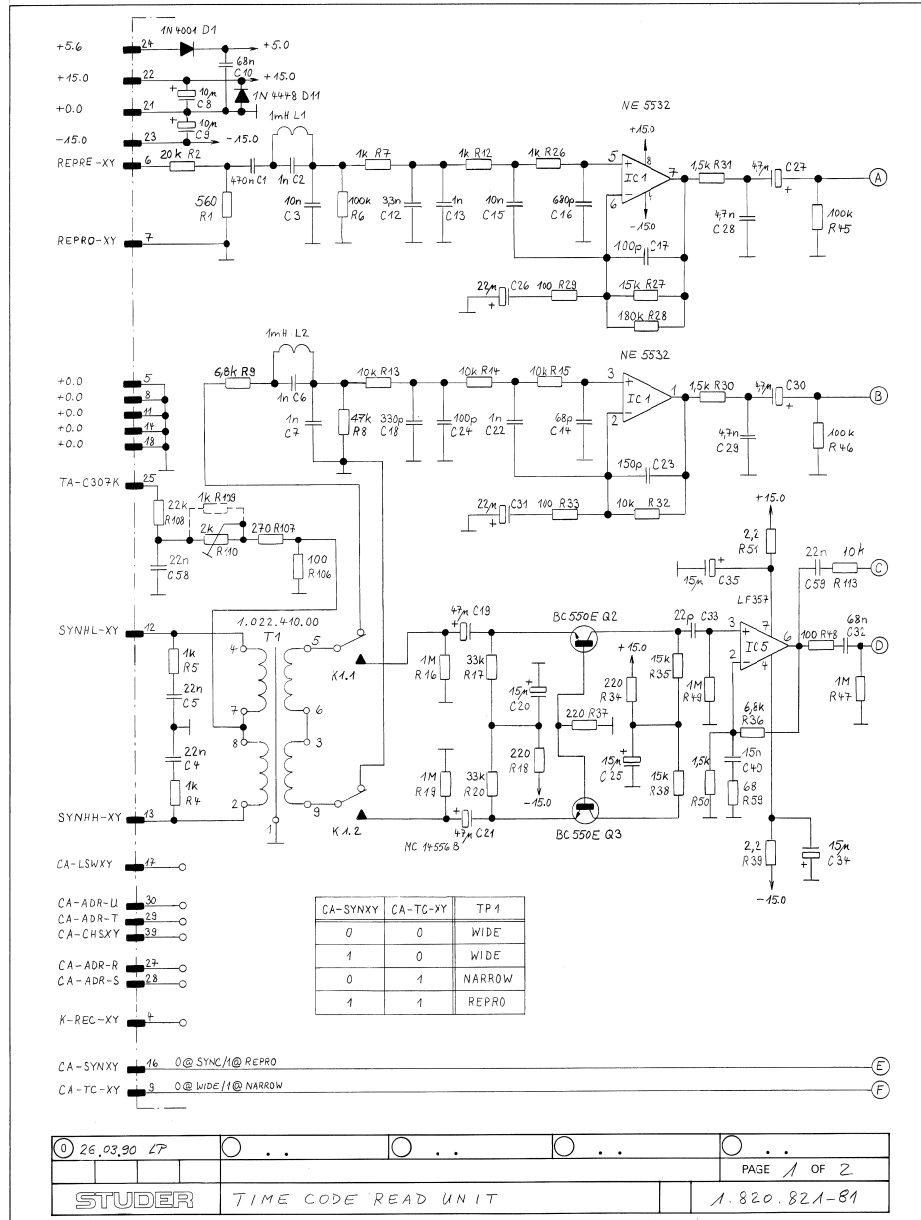 1N4001 D1
+5.6 24 +5.0
68n C10
+15.0 22 +15.0
10µ C8
1N 4448 D11
+0.0 21
10µ C9
-15.0 23 -15.0
1mH L1
REPRE-XY 6 20k R2
560 R1
470n C1
1n C2
10n C3
100k R6
1k R7
3,3n C12
1n C13
1k R12
10n C15
1k R26
680p C16
NE 5532
+15.0
5 + 8 7
IC1
6 - 4
-15.0
1,5k R31
47µ C27
A
4,7n C28
100k R45
REPRO-XY 7
100p C17
22µ C26 100 R29
15k R27
180k R28
1mH L2
6,8k R9
1n C6
1n C7
47k R8
10k R13
330p C18
100p C24
10k R14
1n C22
10k R15
68p C14
NE 5532
3 + 1
IC1
2 -
1,5k R30
4,7µ C30
B
4,7n C29
100k R46
150p C23
22µ C31 100 R33
10k R32
+0.0 5
+0.0 8
+0.0 11
+0.0 14
+0.0 18
TA-C307K 25
22k R108
1k R109
2k R110
270 R107
22n C58
100 R106
+15.0
2,2 R51
15µ C35
22n C59
10k R113
C
LF357
SYNHL-XY 12
1k R5
22n C5
22n C4
1k R4
SYNHH-XY 13
1.022.410.00
T1
4 5
7 6
8 3
2 9
1
K1.1
K1.2
47µ C19
1M R16
33k R17
15µ C20
BC550E Q2
220 R37
+15.0
220 R34
15k R35
22p C33
1M R49
3 + 7 6
IC5
2 - 4
100 R48
68n C32
D
1M R47
6,8k R36
1M R19
33k R20
220 R18
-15.0
15µ C25
15k R38
1,5k R50
15n C40
68 R59
47µ C21
MC 14556 B
BC550E Q3
2,2 R39
15µ C34
-15.0
CA-LSWXY 17
CA-ADR-U 30
CA-ADR-T 29
CA-CHSXY 39
CA-ADR-R 27
CA-ADR-S 28
K-REC-XY 4
CA-SYNXY CA-TC-XY TP1
0 0 WIDE
1 0 WIDE
0 1 NARROW
1 1 REPRO
CA-SYNXY 16 0@ SYNC/1@ REPRO E
CA-TC-XY 9 0@ WIDE/1@ NARROW F
0 26.03.90 LP
PAGE 1 OF 2
STUDER TIME CODE READ UNIT 1.820.821-81